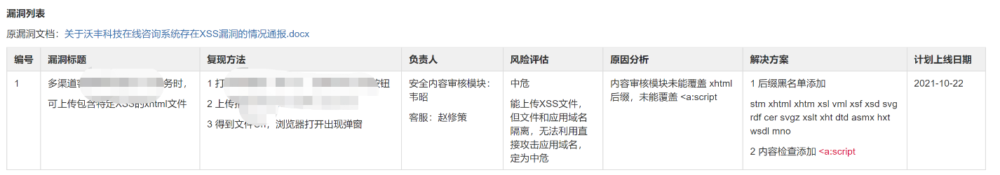 漏洞列表
原漏洞文档：关于沃丰科技在线咨询系统存在XSS漏洞的情况通报.docx
编号 漏洞标题 复现方法 负责人 风险评估 原因分析 解决方案 计划上线日期
1
多渠道 务时，
可上传包含特定XSS的xhtml文件
1 打 按钮
2 上传
3 得到文件 浏览器打开出现弹窗
安全内容审核模块：
韦昭
客服：赵修策
中危
能上传XSS文件，
但文件和应用域名
隔离，无法利用直
接攻击应用域名，
定为中危
内容审核模块未能覆盖 xhtml
后缀，未能覆盖 <a:script
1 后缀黑名单添加
stm xhtml xhtm xsl vml xsf xsd svg
rdf cer svgz xslt xht dtd asmx hxt
wsdl mno
2 内容检查添加 <a:script
2021-10-22